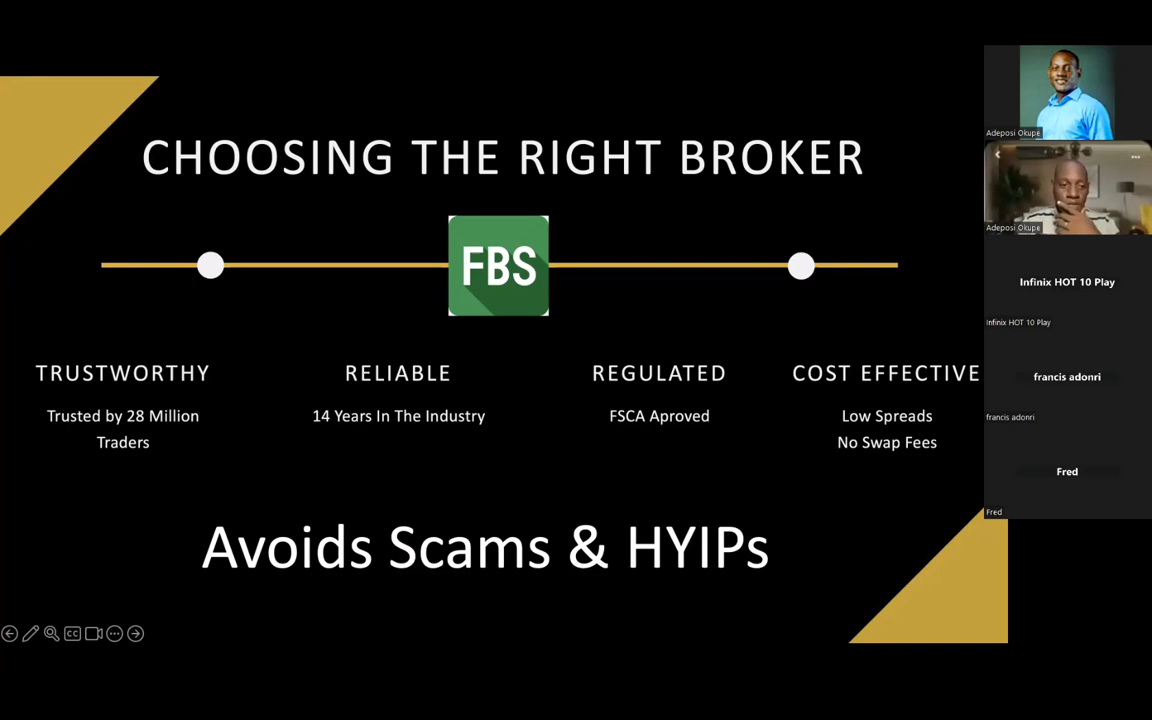 CHOOSING THE RIGHT BROKER
FBS
TRUSTWORTHY
Trusted by 28 Million
Traders
RELIABLE
14 Years In The Industry
REGULATED
FSCA Aproved
COST EFFECTIVE
Low Spreads
No Swap Fees
Avoids Scams & HYIPs
CC
Adeposi Okupe
Adeposi Okupe
Infinix HOT 10 Play
Infinix HOT 10 Play
francis adonri
francis adonri
Fred
Fred